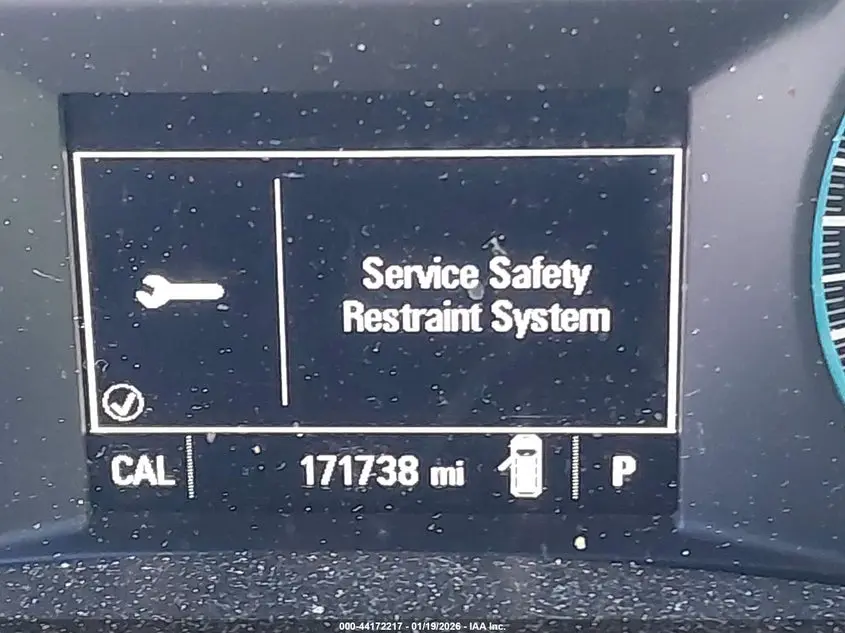 Service Safety
Restraint System
CAL 171738 mi P
000-44172217 - 01/19/2026 - IAA Inc.